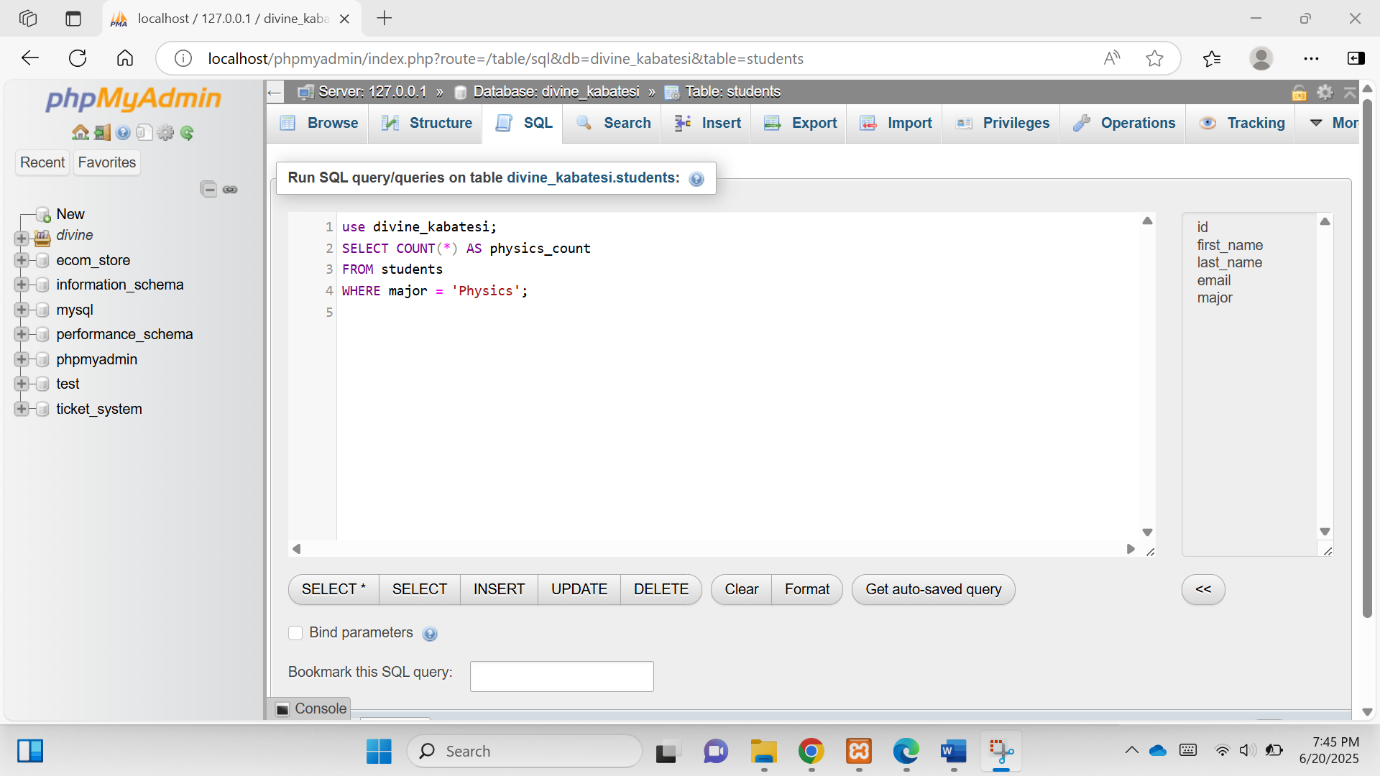 localhost / 127.0.0.1 / divine_kaba
localhost/phpmyadmin/index.php?route=/table/sql&db=divine_kabatesi&table=students
phpMyAdmin
Recent Favorites
New
divine
ecom_store
information_schema
mysql
performance_schema
phpmyadmin
test
ticket_system
Server: 127.0.0.1 » Database: divine_kabatesi » Table: students
Browse Structure SQL Search Insert Export Import Privileges Operations Tracking Mor
Run SQL query/queries on table divine_kabatesi.students:
1 use divine_kabatesi;
2 SELECT COUNT(*) AS physics_count
3 FROM students
4 WHERE major = 'Physics';
5
id
first_name
last_name
email
major
SELECT * SELECT INSERT UPDATE DELETE Clear Format Get auto-saved query <<
Bind parameters
Bookmark this SQL query:
Console
Search
7:45 PM
6/20/2025